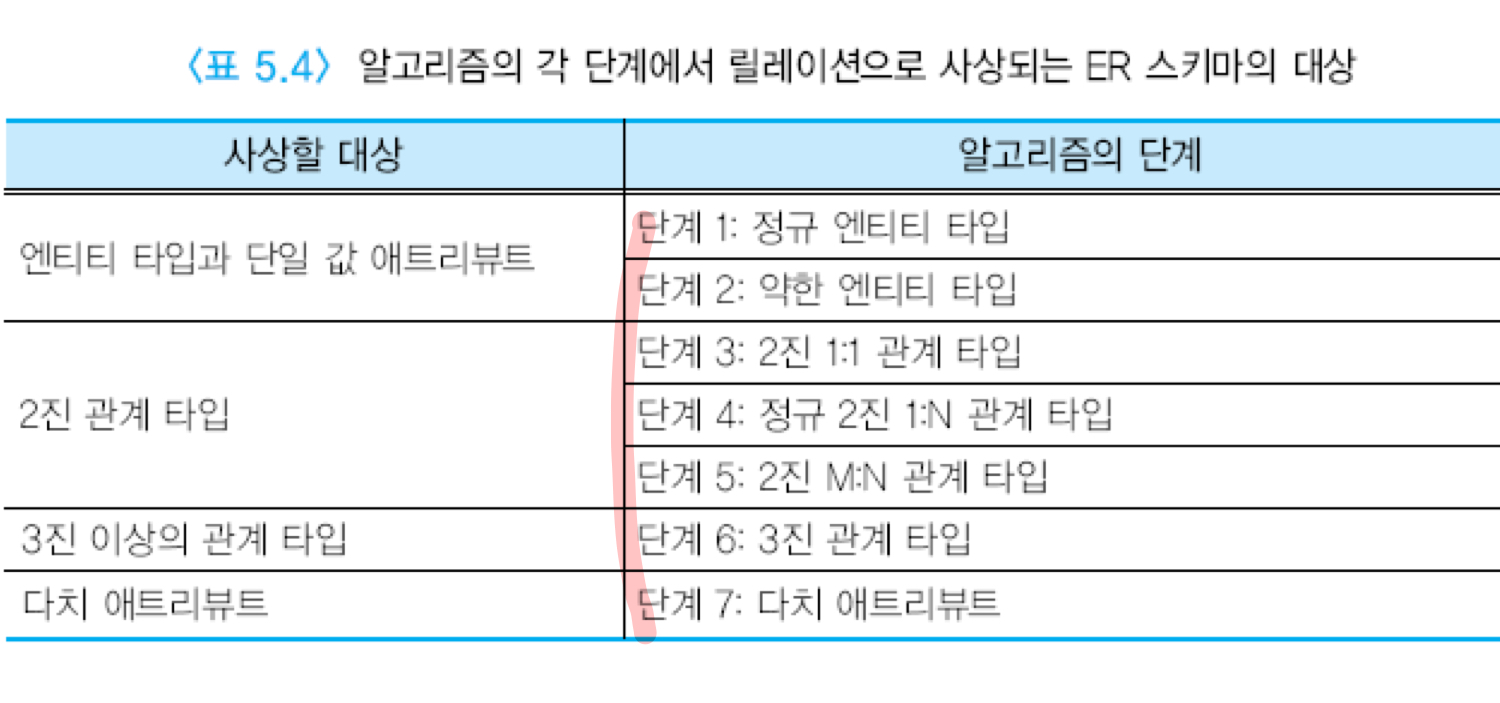 〈표 5.4〉 알고리즘의 각 단계에서 릴레이션으로 사상되는 ER 스키마의 대상
사상할 대상
알고리즘의 단계
엔티티 타입과 단일 값 애트리뷰트
단계 1: 정규 엔티티 타입
단계 2: 약한 엔티티 타입
2진 관계 타입
단계 3: 2진 1:1 관계 타입
단계 4: 정규 2진 1:N 관계 타입
단계 5: 2진 M:N 관계 타입
3진 이상의 관계 타입
단계 6: 3진 관계 타입
다치 애트리뷰트
단계 7: 다치 애트리뷰트